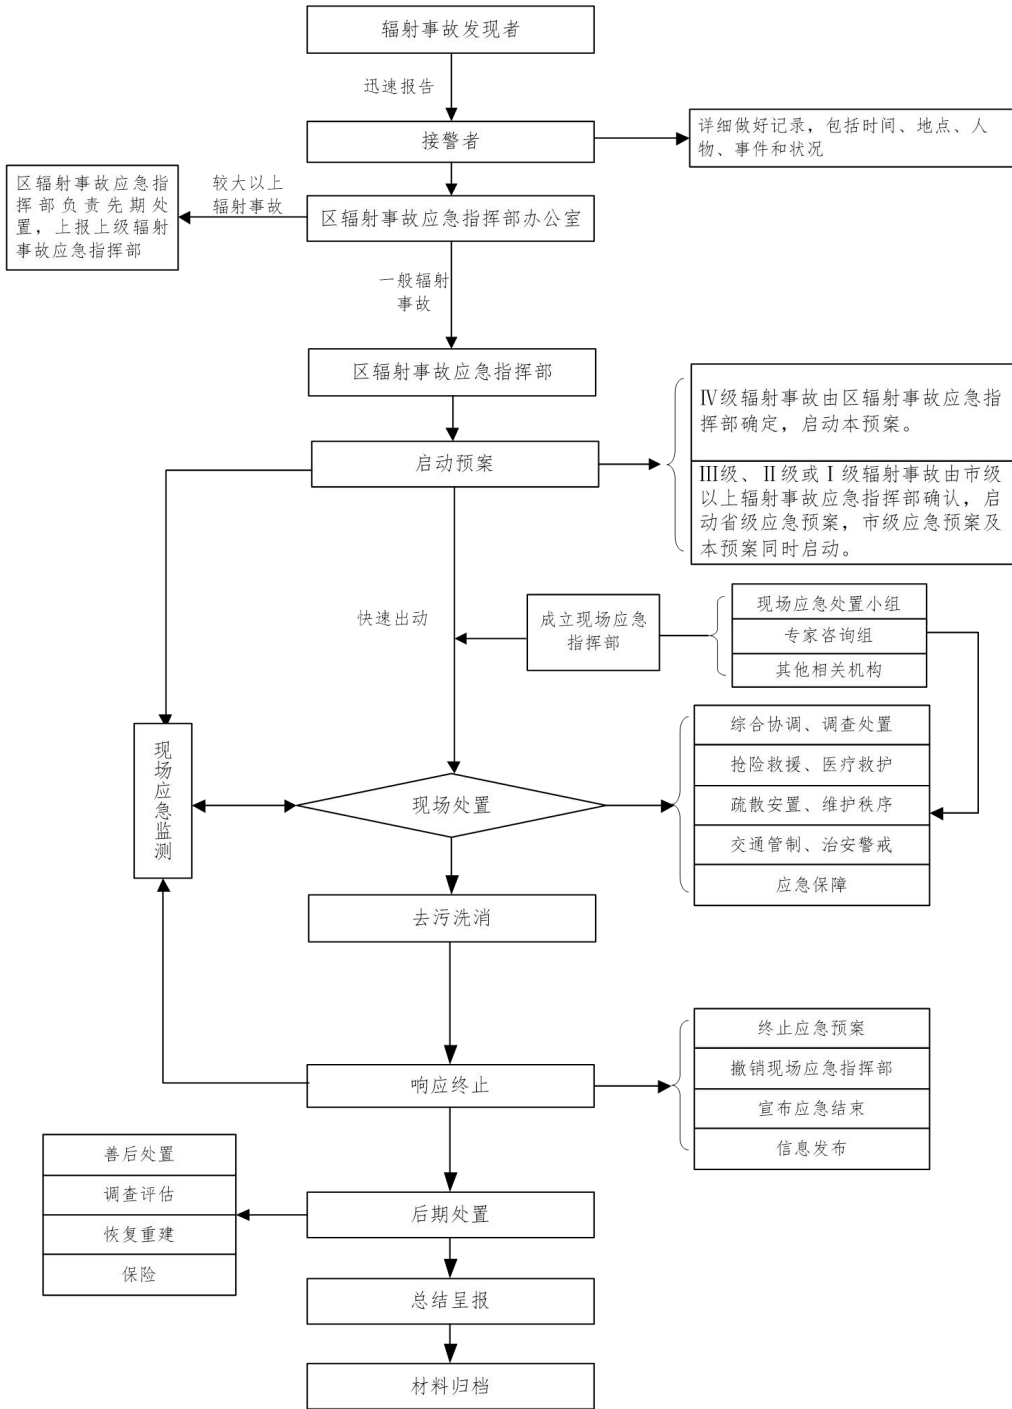 辐射事故发现者
迅速报告
接警者
详细做好记录，包括时间、地点、人
物、事件和状况
区辐射事故应急指
挥部负责先期处
置，上报上级辐射
事故应急指挥部
较大以上
辐射事故
区辐射事故应急指挥部办公室
一般辐射
事故
区辐射事故应急指挥部
Ⅳ级辐射事故由区辐射事故应急指
挥部确定，启动本预案。
启动预案
Ⅲ级、Ⅱ级或Ⅰ级辐射事故由市级
以上辐射事故应急指挥部确认，启
动省级应急预案，市级应急预案及
本预案同时启动。
快速出动
成立现场应急
指挥部
现场应急处置小组
专家咨询组
其他相关机构
现场应急监测
现场处置
综合协调、调查处置
抢险救援、医疗救护
疏散安置、维护秩序
交通管制、治安警戒
应急保障
去污洗消
响应终止
终止应急预案
撤销现场应急指挥部
宣布应急结束
信息发布
善后处置
调查评估
恢复重建
保险
后期处置
总结呈报
材料归档